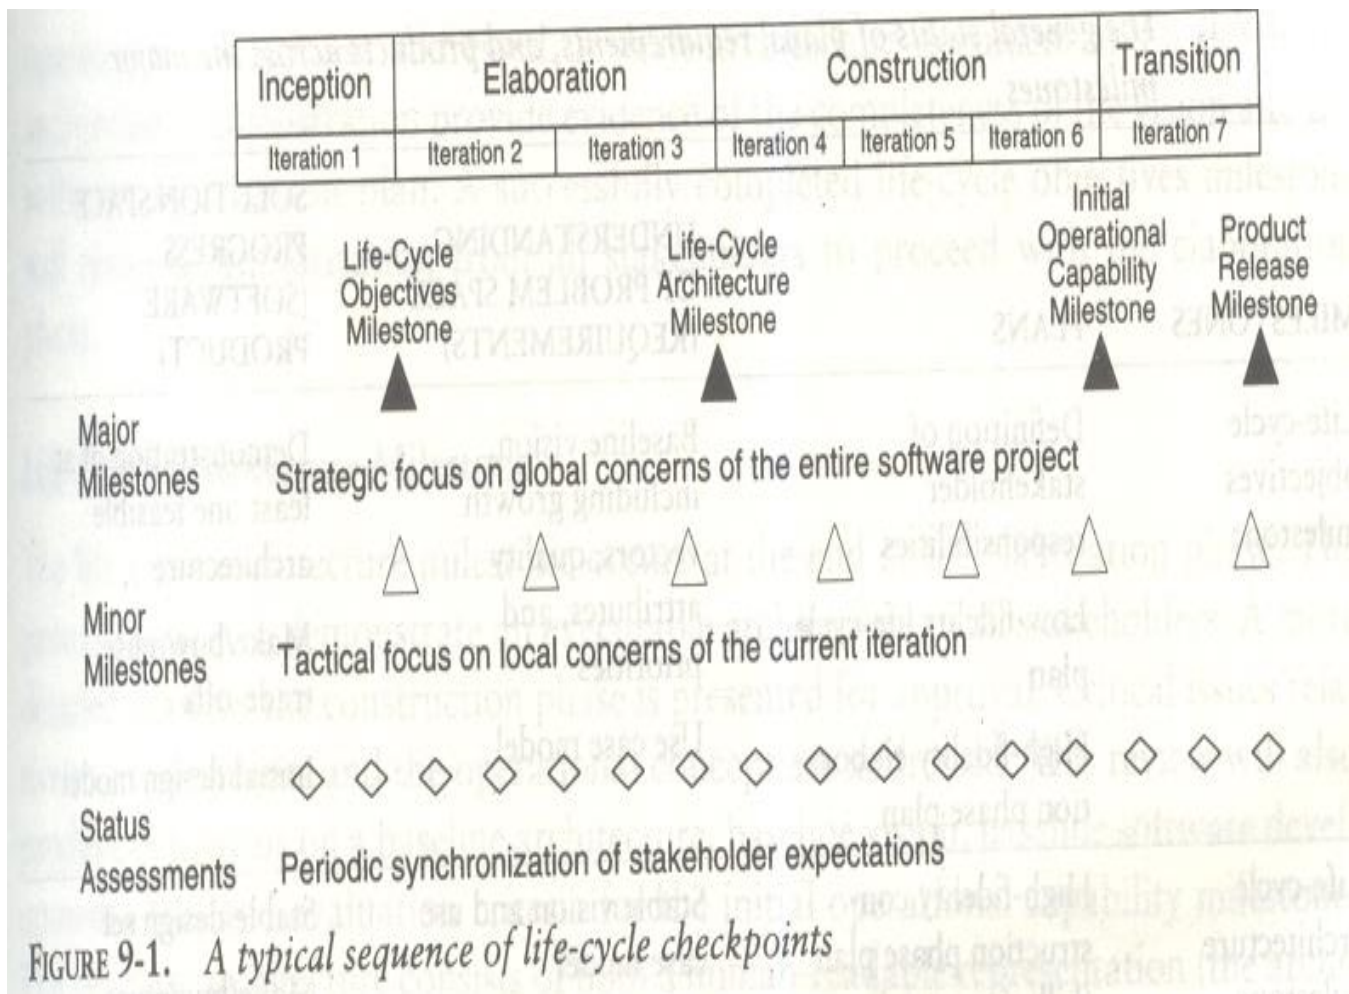 Inception Elaboration Construction Transition
Iteration 1 Iteration 2 Iteration 3 Iteration 4 Iteration 5 Iteration 6 Iteration 7
Life-Cycle
Objectives
Milestone
Life-Cycle
Architecture
Milestone
Initial
Operational
Capability
Milestone
Product
Release
Milestone
Major
Milestones
Strategic focus on global concerns of the entire software project
Minor
Milestones
Tactical focus on local concerns of the current iteration
Status
Assessments
Periodic synchronization of stakeholder expectations
FIGURE 9-1. A typical sequence of life-cycle checkpoints